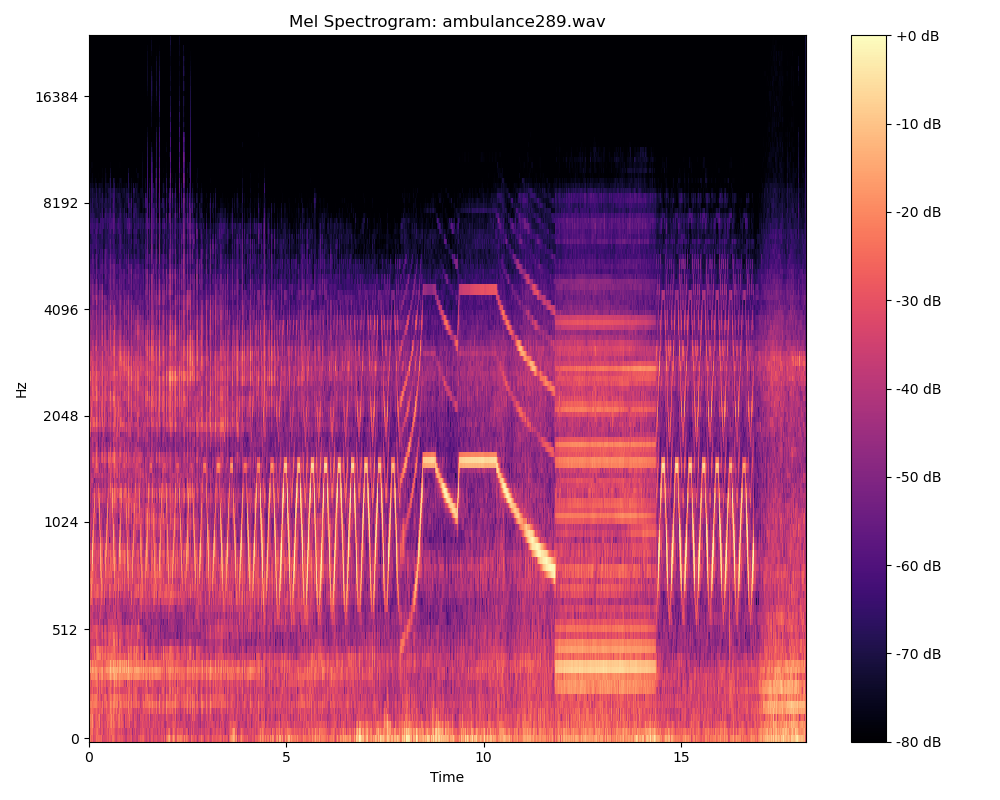 Mel Spectrogram: ambulance289.wav
Hz
16384
8192
4096
2048
1024
512
0
0 5 10 15
Time
+0 dB
-10 dB
-20 dB
-30 dB
-40 dB
-50 dB
-60 dB
-70 dB
-80 dB